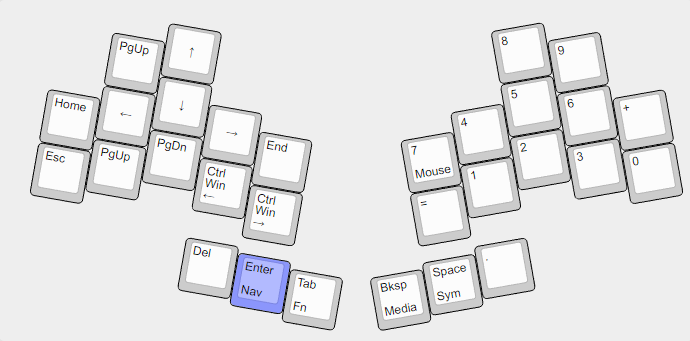 PgUp
↑
Home
←
↓
→
End
Esc
PgUp
PgDn
Ctrl
Win
←
Ctrl
Win
→
Del
Enter
Nav
Tab
Fn
8
9
5
6
+
4
7
Mouse
2
3
0
1
=
Bksp
Media
Space
Sym